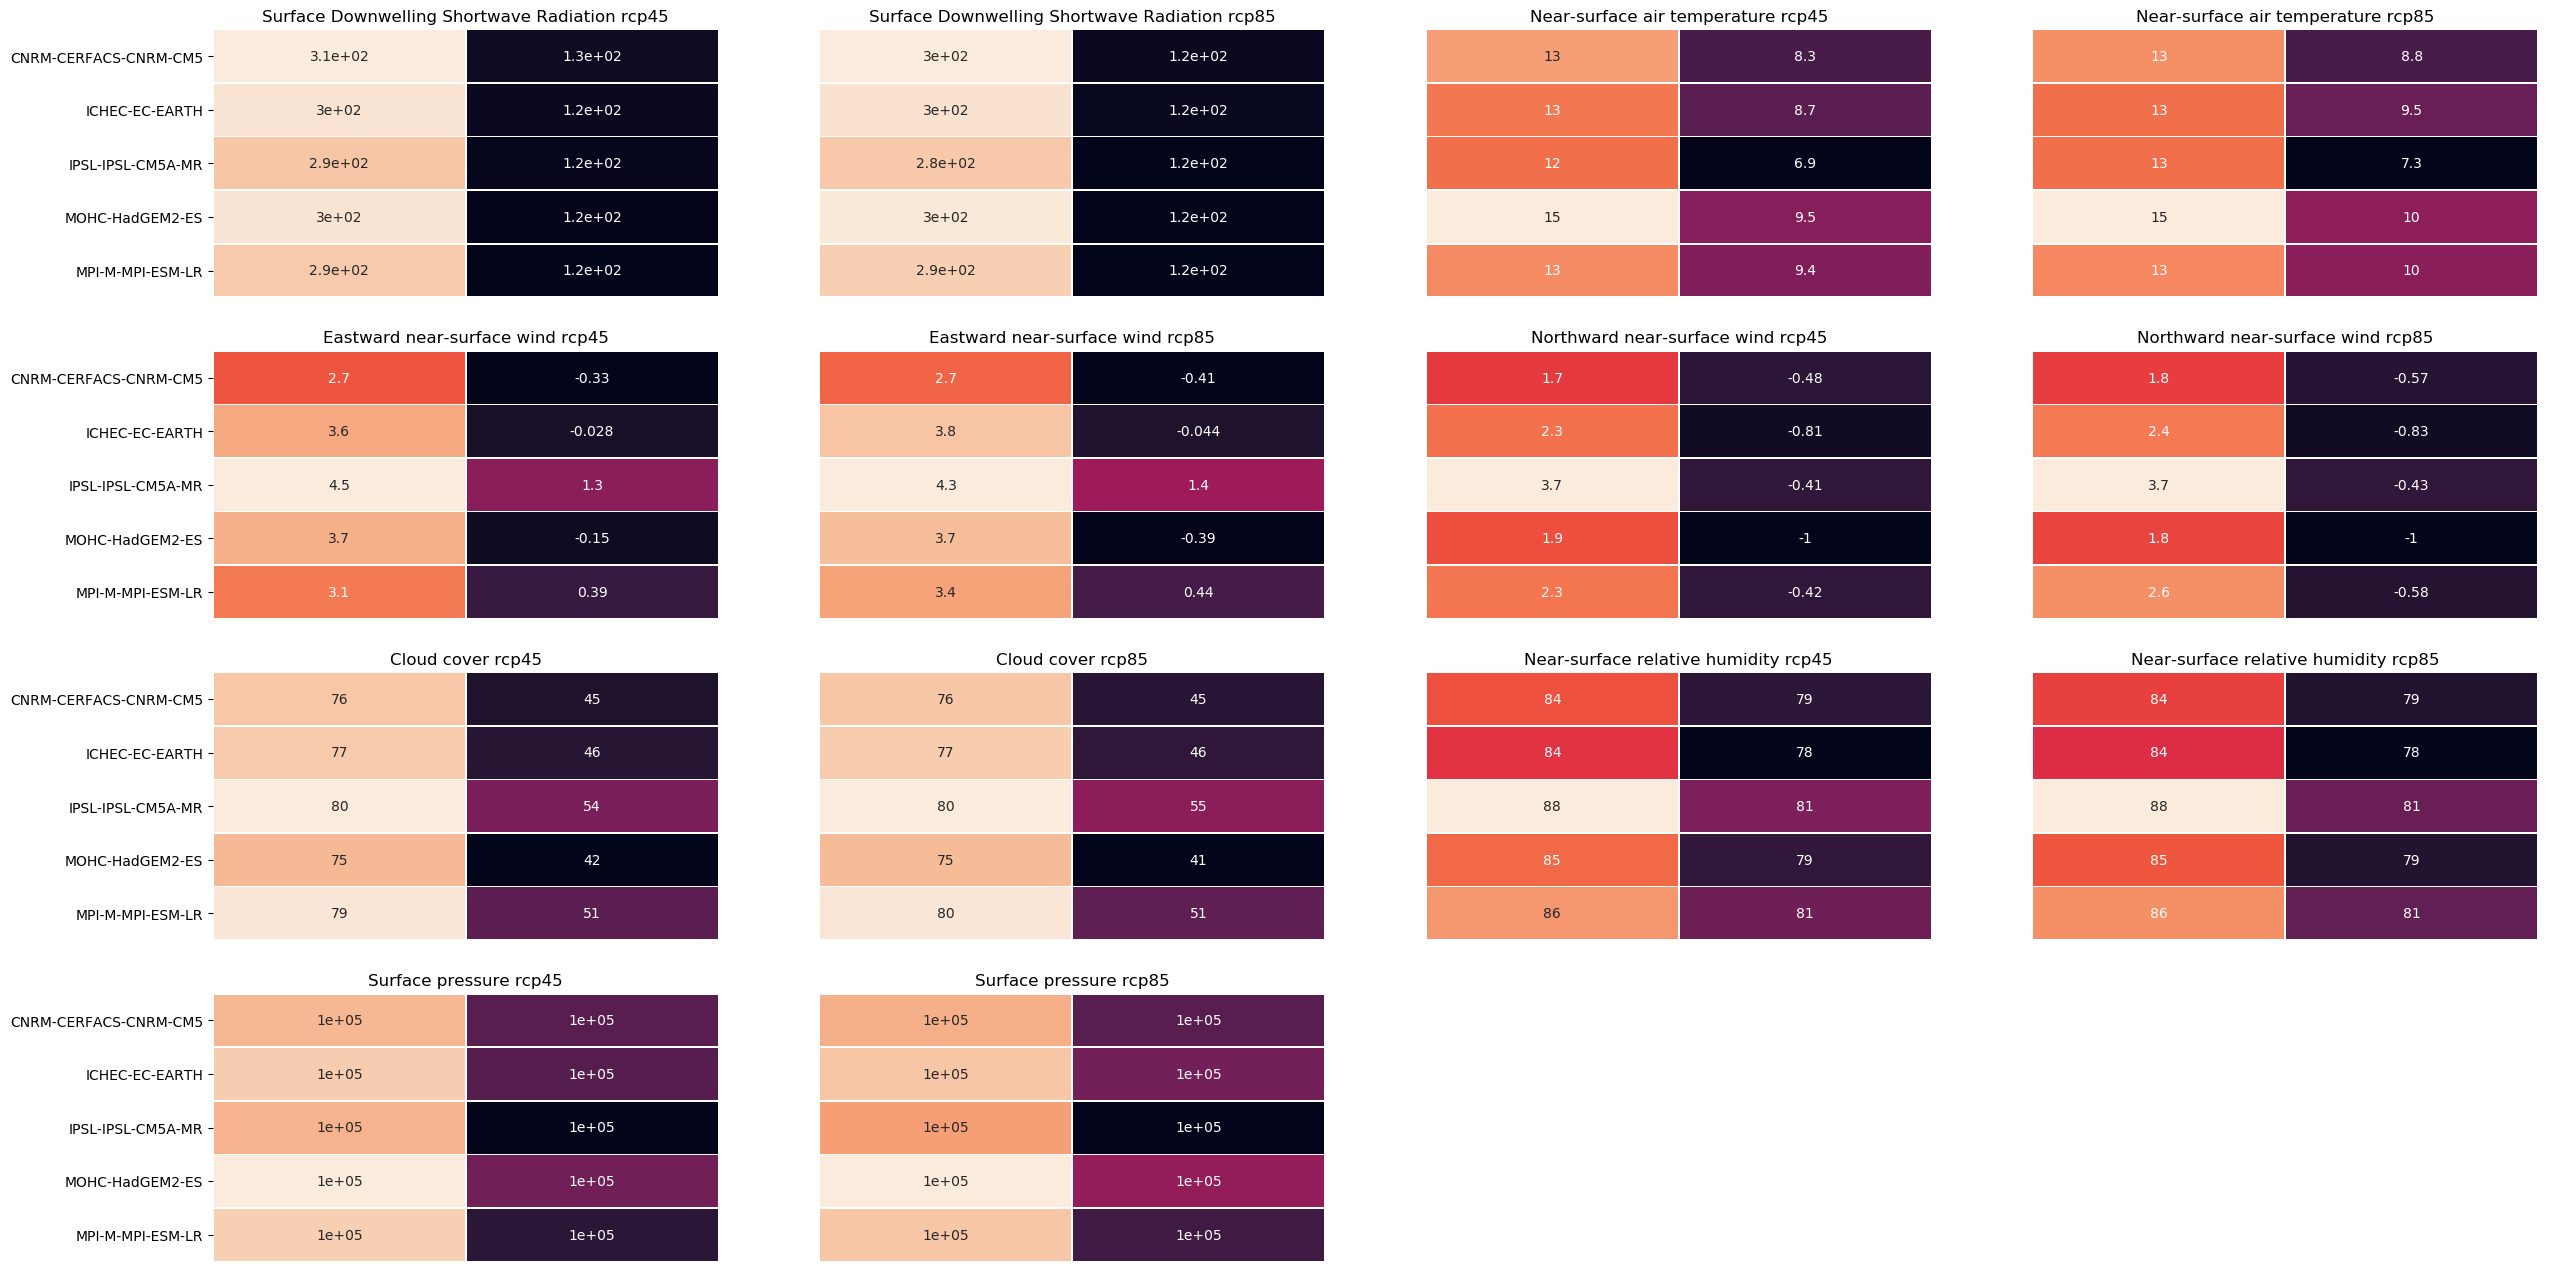 Surface Downwelling Shortwave Radiation rcp45 Surface Downwelling Shortwave Radiation rcp85 Near-surface air temperature rcp45 Near-surface air temperature rcp85
CNRM-CERFACS-CNRM-CM5 3.1e+02 1.3e+02 3e+02 1.2e+02 13 8.3 13 8.8
ICHEC-EC-EARTH 3e+02 1.2e+02 3e+02 1.2e+02 13 8.7 13 9.5
IPSL-IPSL-CM5A-MR 2.9e+02 1.2e+02 2.8e+02 1.2e+02 12 6.9 13 7.3
MOHC-HadGEM2-ES 3e+02 1.2e+02 3e+02 1.2e+02 15 9.5 15 10
MPI-M-MPI-ESM-LR 2.9e+02 1.2e+02 2.9e+02 1.2e+02 13 9.4 13 10
Eastward near-surface wind rcp45 Eastward near-surface wind rcp85 Northward near-surface wind rcp45 Northward near-surface wind rcp85
CNRM-CERFACS-CNRM-CM5 2.7 -0.33 2.7 -0.41 1.7 -0.48 1.8 -0.57
ICHEC-EC-EARTH 3.6 -0.028 3.8 -0.044 2.3 -0.81 2.4 -0.83
IPSL-IPSL-CM5A-MR 4.5 1.3 4.3 1.4 3.7 -0.41 3.7 -0.43
MOHC-HadGEM2-ES 3.7 -0.15 3.7 -0.39 1.9 -1 1.8 -1
MPI-M-MPI-ESM-LR 3.1 0.39 3.4 0.44 2.3 -0.42 2.6 -0.58
Cloud cover rcp45 Cloud cover rcp85 Near-surface relative humidity rcp45 Near-surface relative humidity rcp85
CNRM-CERFACS-CNRM-CM5 76 45 76 45 84 79 84 79
ICHEC-EC-EARTH 77 46 77 46 84 78 84 78
IPSL-IPSL-CM5A-MR 80 54 80 55 88 81 88 81
MOHC-HadGEM2-ES 75 42 75 41 85 79 85 79
MPI-M-MPI-ESM-LR 79 51 80 51 86 81 86 81
Surface pressure rcp45 Surface pressure rcp85
CNRM-CERFACS-CNRM-CM5 1e+05 1e+05 1e+05 1e+05
ICHEC-EC-EARTH 1e+05 1e+05 1e+05 1e+05
IPSL-IPSL-CM5A-MR 1e+05 1e+05 1e+05 1e+05
MOHC-HadGEM2-ES 1e+05 1e+05 1e+05 1e+05
MPI-M-MPI-ESM-LR 1e+05 1e+05 1e+05 1e+05